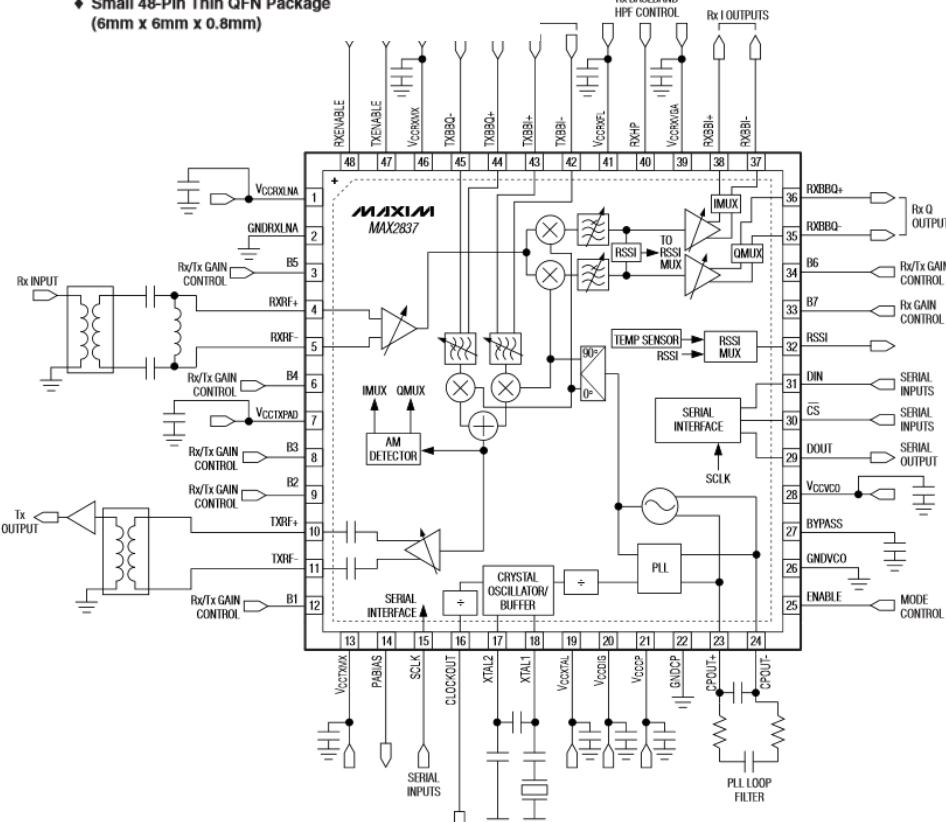 ♦ Small 48-Pin Thin QFN Package
(6mm x 6mm x 0.8mm)
HPF CONTROL
Rx I OUTPUTS
RXENABLE
TXENABLE
VCCRXMX
TXBBQ-
TXBBQ+
TXBBI+
TXBBI-
VCCRXFL
RXHP
VCCRXVGA
RXBBI+
RXBBI-
48
47
46
45
44
43
42
41
40
39
38
37
VCCRXLNA
1
GNDRXLNA
2
B5
3
Rx/Tx GAIN
CONTROL
Rx INPUT
RXRF+
4
RXRF-
5
B4
6
Rx/Tx GAIN
CONTROL
VCCTXPAD
7
B3
8
Rx/Tx GAIN
CONTROL
B2
9
Rx/Tx GAIN
CONTROL
Tx
OUTPUT
TXRF+
10
TXRF-
11
B1
12
Rx/Tx GAIN
CONTROL
+
MAXIM
MAX2837
IMUX
QMUX
RSSI
TO
RSSI
MUX
TEMP SENSOR
RSSI
RSSI
MUX
90°
0°
IMUX
QMUX
AM
DETECTOR
SERIAL
INTERFACE
SCLK
PLL
CRYSTAL
OSCILLATOR/
BUFFER
÷
÷
SERIAL
INTERFACE
36
RXBBQ+
35
RXBBQ-
Rx Q
34
B6
CONTROL
33
B7
Rx GAIN
CONTROL
32
RSSI
31
DIN
SERIAL
INPUTS
30
CS
SERIAL
INPUTS
29
DOUT
SERIAL
OUTPUT
28
VCCVCO
27
BYPASS
26
GNDVCO
25
ENABLE
MODE
CONTROL
13
14
15
16
17
18
19
20
21
22
23
24
VCCTXMX
PABIAS
SCLK
CLOCKOUT
XTAL2
XTAL1
VCCXTAL
VCCDIG
VCCCP
GNDCP
CPOUT+
CPOUT-
SERIAL
INPUTS
PLL LOOP
FILTER